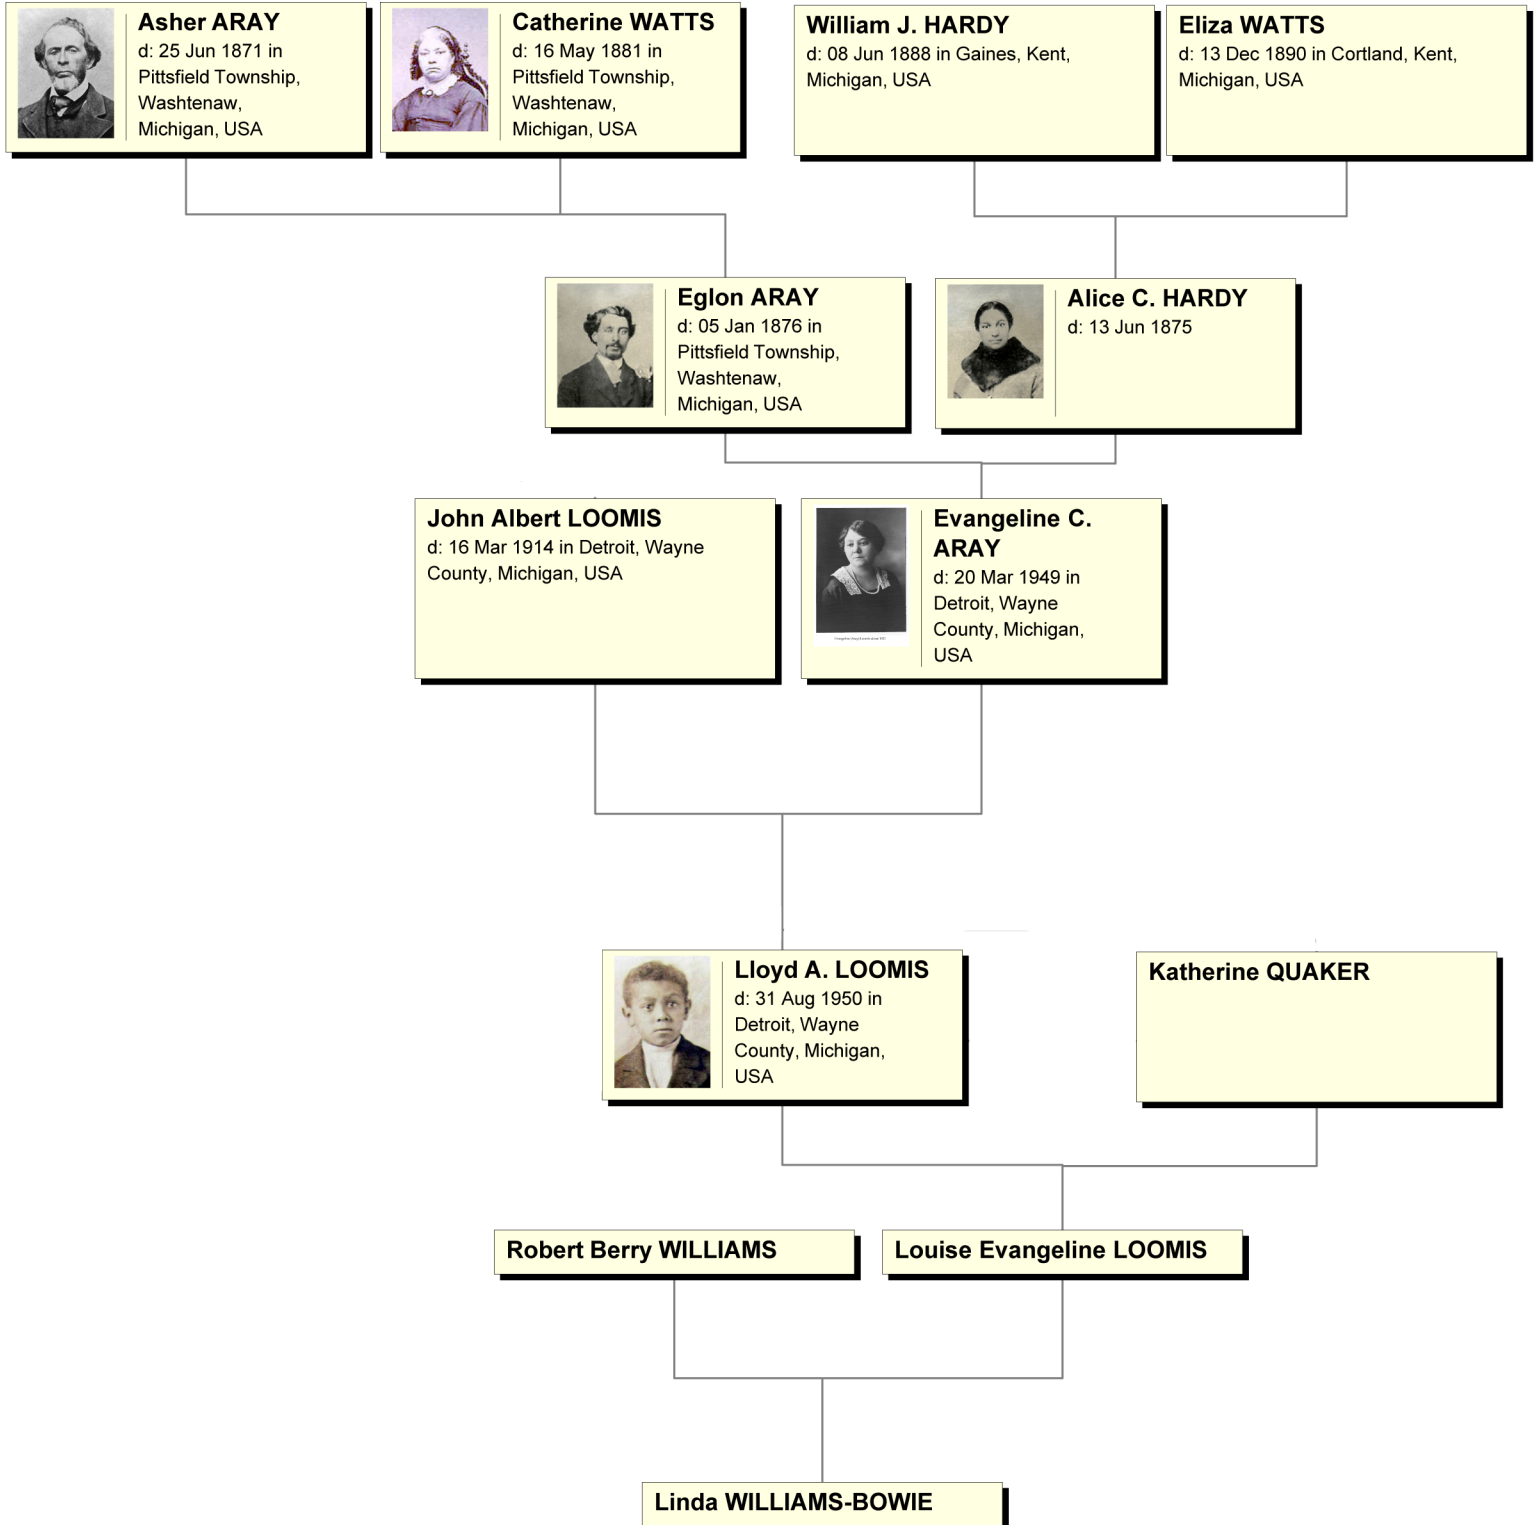 Asher ARAY
d: 25 Jun 1871 in
Pittsfield Township,
Washtenaw,
Michigan, USA
Catherine WATTS
d: 16 May 1881 in
Pittsfield Township,
Washtenaw,
Michigan, USA
William J. HARDY
d: 08 Jun 1888 in Gaines, Kent,
Michigan, USA
Eliza WATTS
d: 13 Dec 1890 in Cortland, Kent,
Michigan, USA
Eglon ARAY
d: 05 Jan 1876 in
Pittsfield Township,
Washtenaw,
Michigan, USA
Alice C. HARDY
d: 13 Jun 1875
John Albert LOOMIS
d: 16 Mar 1914 in Detroit, Wayne
County, Michigan, USA
Evangeline C.
ARAY
d: 20 Mar 1949 in
Detroit, Wayne
County, Michigan,
USA
Lloyd A. LOOMIS
d: 31 Aug 1950 in
Detroit, Wayne
County, Michigan,
USA
Katherine QUAKER
Robert Berry WILLIAMS
Louise Evangeline LOOMIS
Linda WILLIAMS-BOWIE